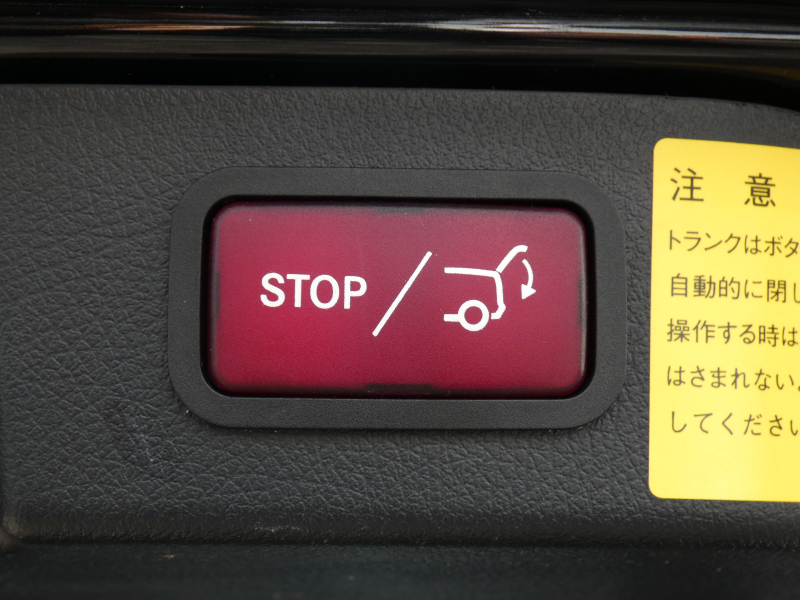 STOP/
注意
トランクはボタ
自動的に閉し
操作する時は
はさまれない
してください